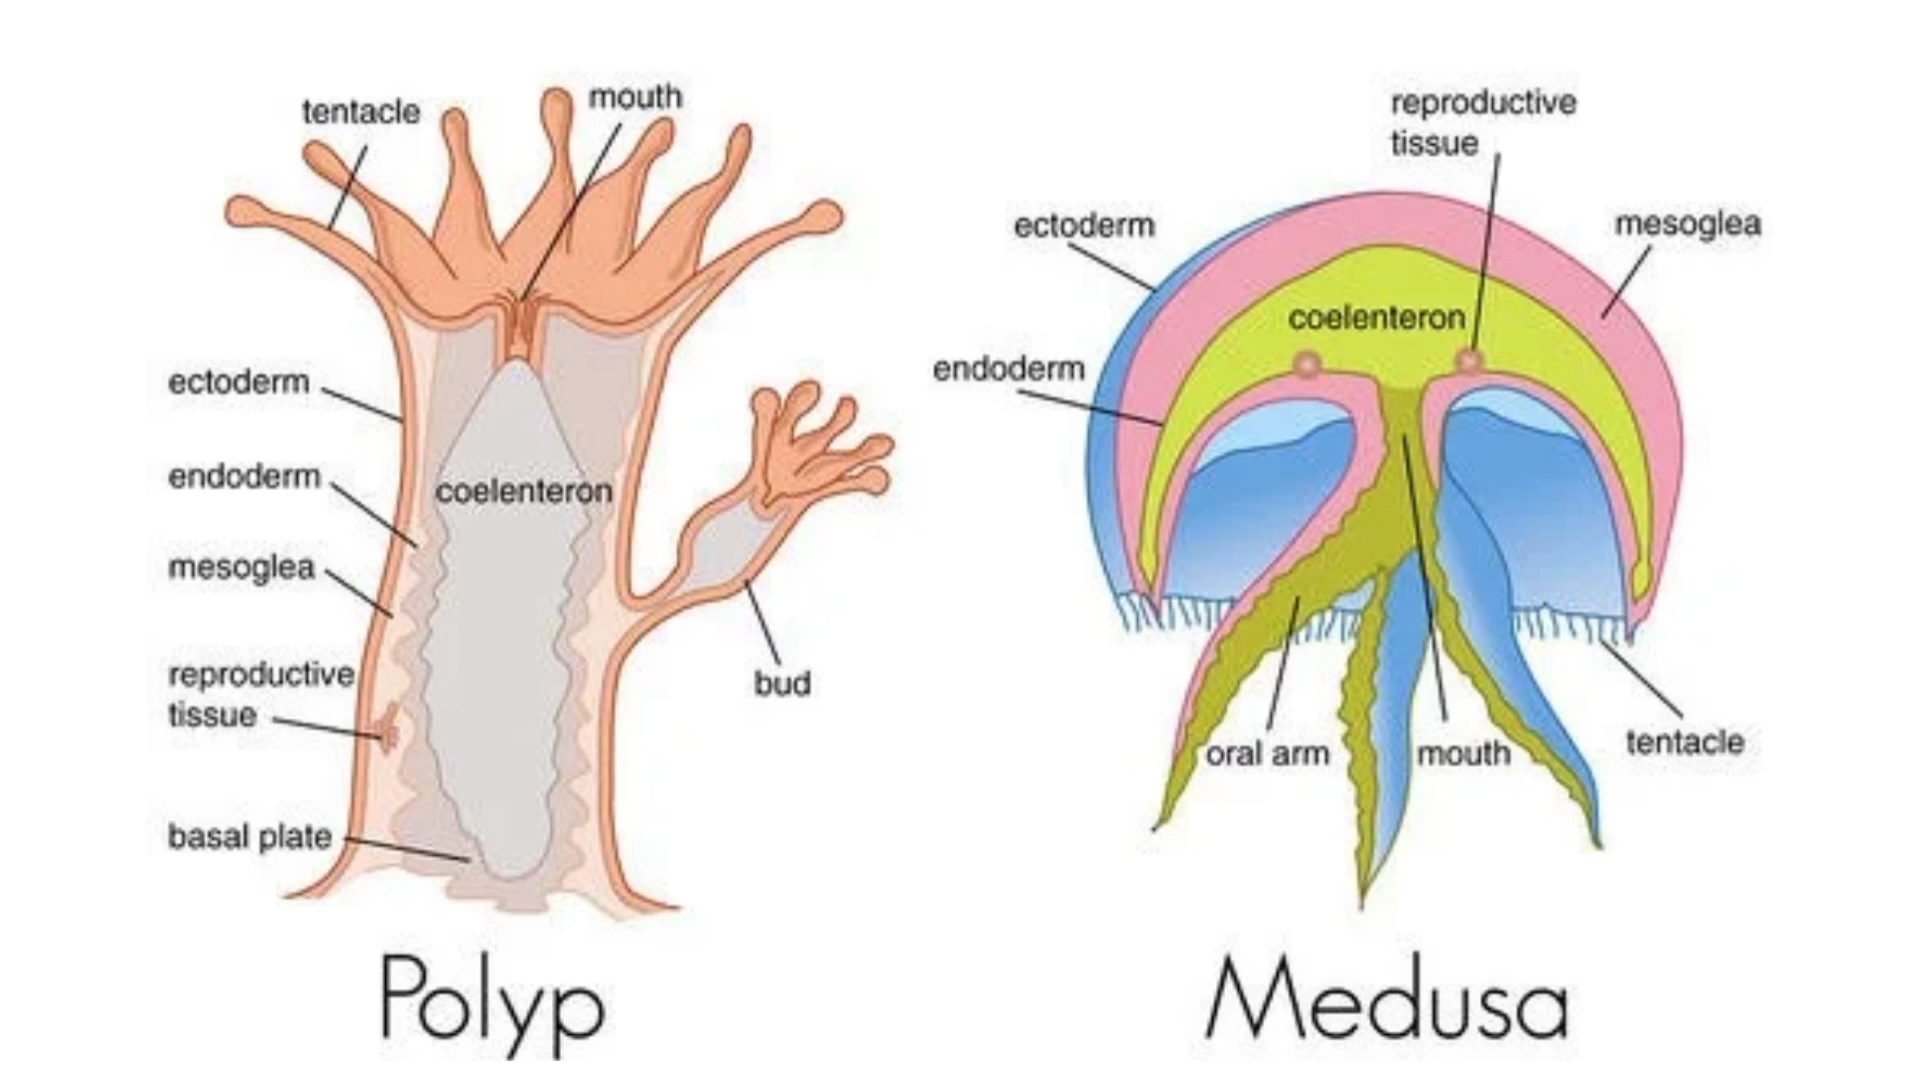 tentacle
mouth
ectoderm
endoderm
coelenteron
mesoglea
reproductive
tissue
bud
basal plate
Polyp
reproductive
tissue
ectoderm
mesoglea
coelenteron
endoderm
oral arm
mouth
tentacle
Medusa